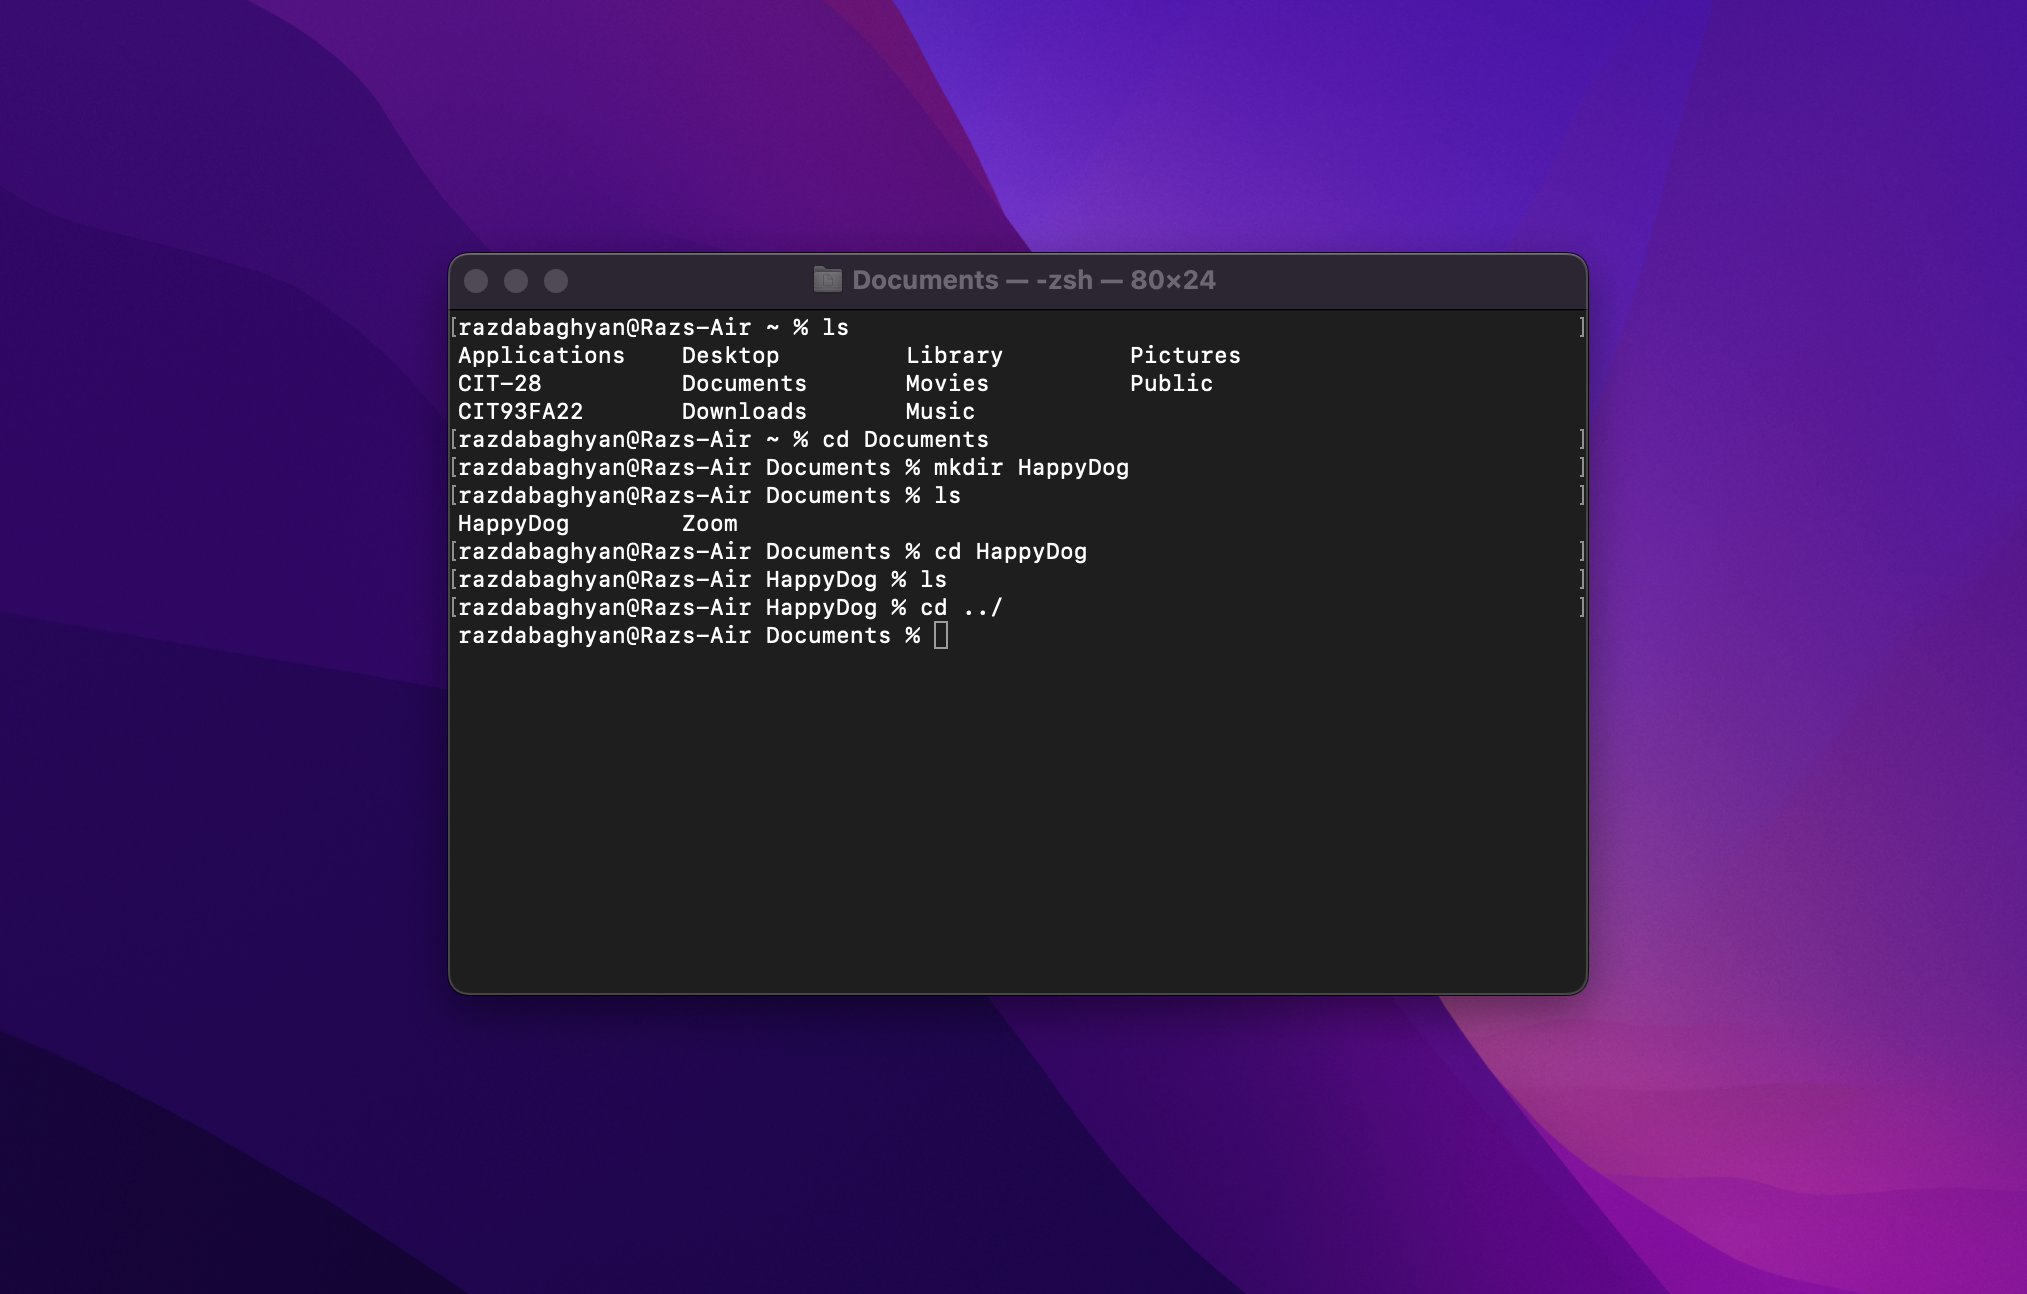 Documents — -zsh — 80×24
[razdabaghyan@Razs-Air ~ % ls ]
Applications Desktop Library Pictures
CIT-28 Documents Movies Public
CIT93FA22 Downloads Music
[razdabaghyan@Razs-Air ~ % cd Documents ]
[razdabaghyan@Razs-Air Documents % mkdir HappyDog ]
[razdabaghyan@Razs-Air Documents % ls ]
HappyDog Zoom
[razdabaghyan@Razs-Air Documents % cd HappyDog ]
[razdabaghyan@Razs-Air HappyDog % ls ]
[razdabaghyan@Razs-Air HappyDog % cd ../ ]
razdabaghyan@Razs-Air Documents %